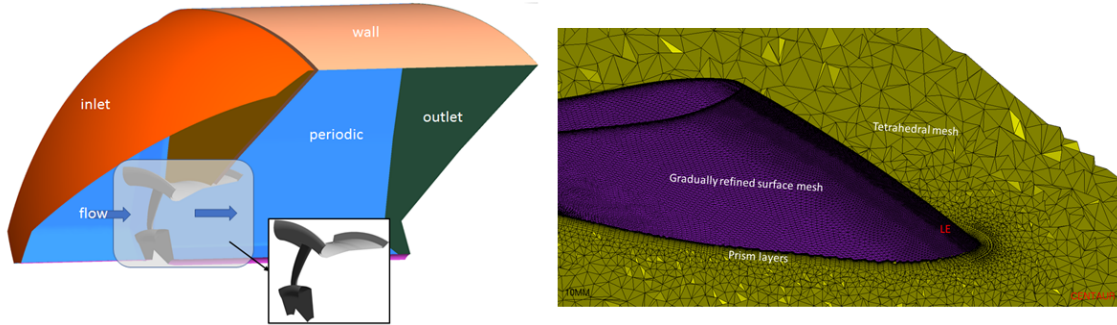 wall
inlet
periodic
outlet
flow
Tetrahedral mesh
Gradually refined surface mesh
LE
Prism layers
10MM